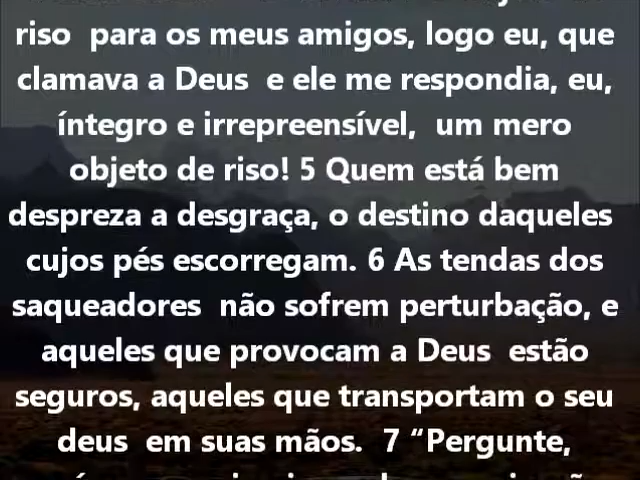 riso para os meus amigos, logo eu, que
clamava a Deus e ele me respondia, eu,
íntegro e irrepreensível, um mero
objeto de riso! 5 Quem está bem
despreza a desgraça, o destino daqueles
cujos pés escorregam. 6 As tendas dos
saqueadores não sofrem perturbação, e
aqueles que provocam a Deus estão
seguros, aqueles que transportam o seu
deus em suas mãos. 7 “Pergunte,